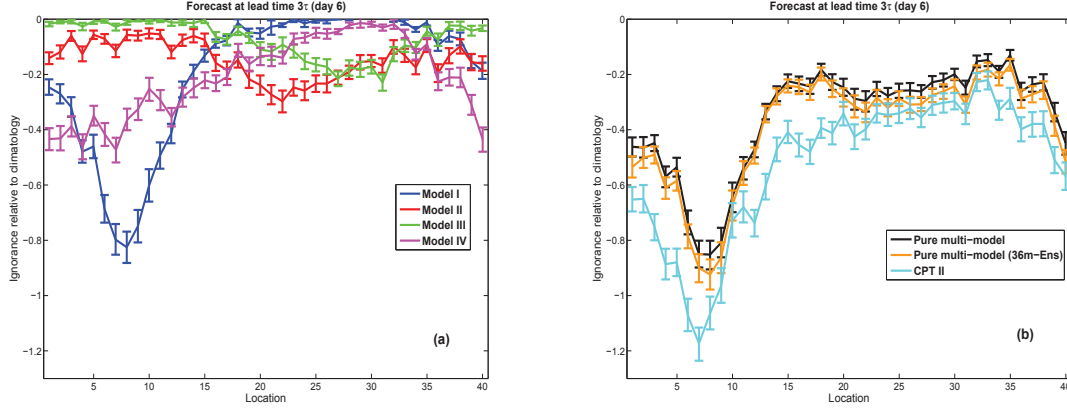 Forecast at lead time 3τ (day 6)
Ignorance relative to climatology
0
−0.2
−0.4
−0.6
−0.8
−1
−1.2
5
10
15
20
25
30
35
40
Location
Model I
Model II
Model III
Model IV
(a)
Forecast at lead time 3τ (day 6)
Ignorance relative to climatology
0
−0.2
−0.4
−0.6
−0.8
−1
−1.2
5
10
15
20
25
30
35
40
Location
Pure multi−model
Pure multi−model (36m−Ens)
CPT II
(b)